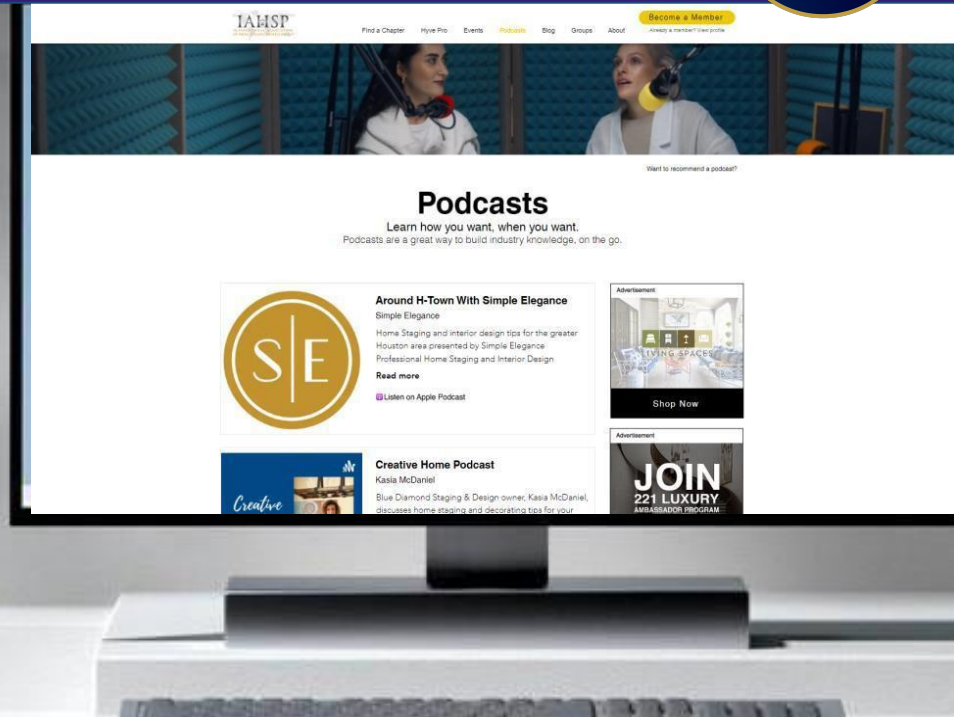 IAHSP
Find a Chapter Hyve Pro Events Podcasts Blog Groups About
Become a Member
Already a member? View profile
Want to recommend a podcast?
Podcasts
Learn how you want, when you want.
Podcasts are a great way to build industry knowledge, on the go.
S|E
Around H-Town With Simple Elegance
Simple Elegance
Home Staging and interior design tips for the greater
Houston area presented by Simple Elegance
Professional Home Staging and Interior Design
Read more
Listen on Apple Podcast
Creative
Creative Home Podcast
Kasia McDaniel
Blue Diamond Staging & Design owner, Kasia McDaniel,
discusses home staging and decorating tips for your
Advertisement
LIVING SPACES
Shop Now
Advertisement
JOIN
221 LUXURY
AMBASSADOR PROGRAM